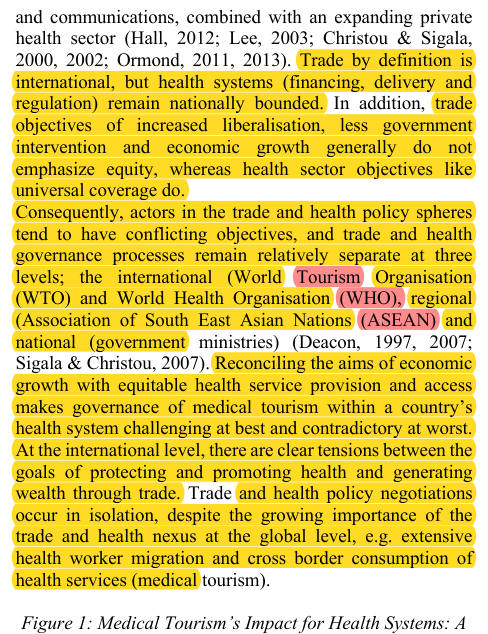 and communications, combined with an expanding private
health sector (Hall, 2012; Lee, 2003; Christou & Sigala,
2000, 2002; Ormond, 2011, 2013). Trade by definition is
international, but health systems (financing, delivery and
regulation) remain nationally bounded. In addition, trade
objectives of increased liberalisation, less government
intervention and economic growth generally do not
emphasize equity, whereas health sector objectives like
universal coverage do.
Consequently, actors in the trade and health policy spheres
tend to have conflicting objectives, and trade and health
governance processes remain relatively separate at three
levels; the international (World Tourism Organisation
(WTO) and World Health Organisation (WHO), regional
(Association of South East Asian Nations (ASEAN) and
national (government ministries) (Deacon, 1997, 2007;
Sigala & Christou, 2007). Reconciling the aims of economic
growth with equitable health service provision and access
makes governance of medical tourism within a country's
health system challenging at best and contradictory at worst.
At the international level, there are clear tensions between the
goals of protecting and promoting health and generating
wealth through trade. Trade and health policy negotiations
occur in isolation, despite the growing importance of the
trade and health nexus at the global level, e.g. extensive
health worker migration and cross border consumption of
health services (medical tourism).
Figure 1: Medical Tourism's Impact for Health Systems: A